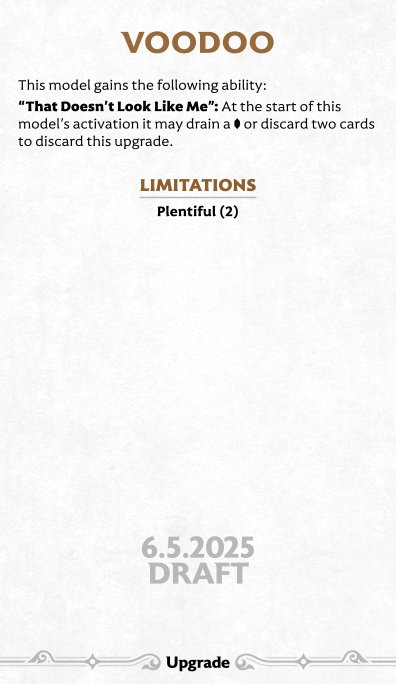 VOODOO
This model gains the following ability:
“That Doesn’t Look Like Me”: At the start of this
model’s activation it may drain a or discard two cards
to discard this upgrade.
LIMITATIONS
Plentiful (2)
6.5.2025
DRAFT
Upgrade